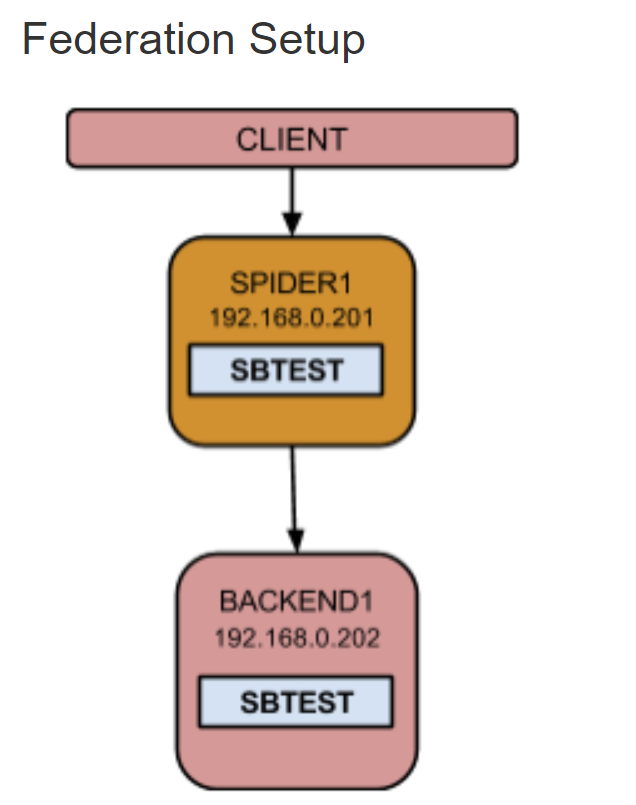 Federation Setup
CLIENT
SPIDER1
192.168.0.201
SBTEST
BACKEND1
192.168.0.202
SBTEST